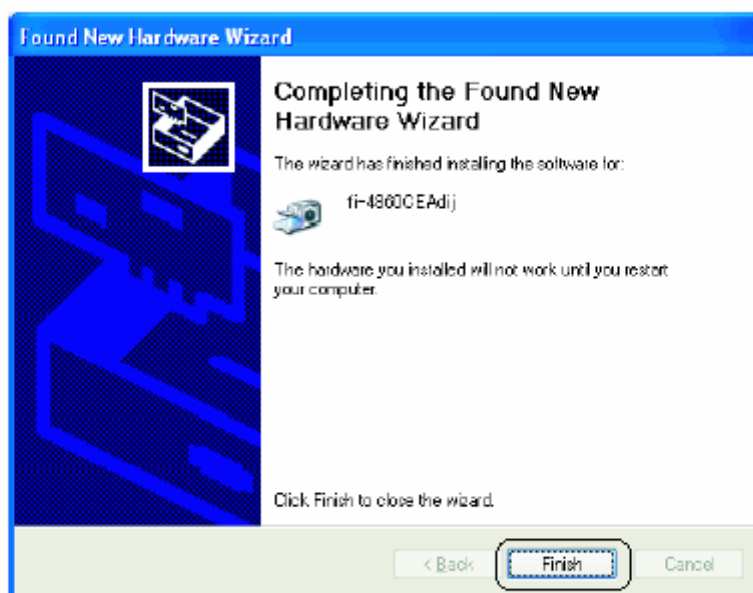 Found New Hardware Wizard
Completing the Found New
Hardware Wizard
The wizard has finished installing the software for:
fi-4860CEAdij
The hardware you installed will not work until you restart
your computer.
Click Finish to close the wizard.
< Back
Finish
Cancel